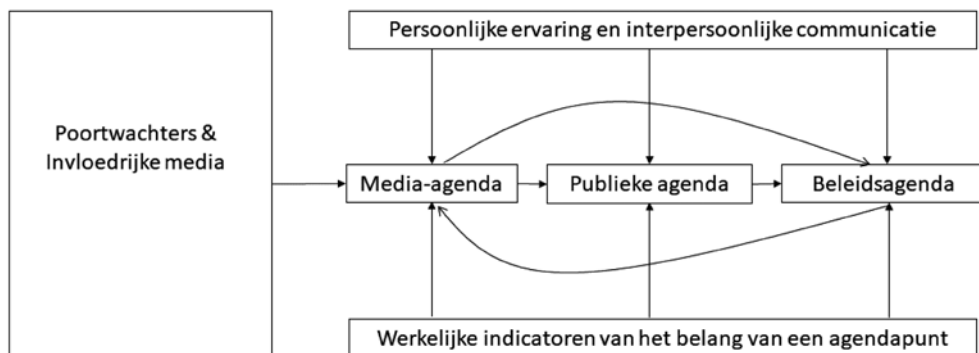 Persoonlijke ervaring en interpersoonlijke communicatie
Poortwachters &
Invloedrijke media
Media-agenda
Publieke agenda
Beleidsagenda
Werkelijke indicatoren van het belang van een agendapunt